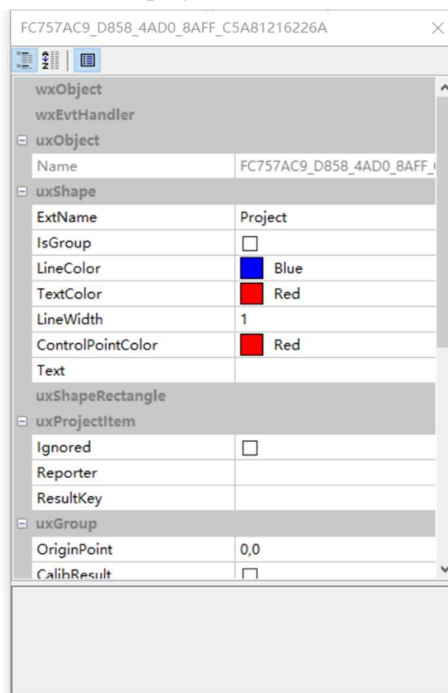 FC757AC9_D858_4AD0_8AFF_C5A81216226A
wxObject
wxEvtHandler
uxObject
Name FC757AC9_D858_4AD0_8AFF_
uxShape
ExtName Project
IsGroup
LineColor Blue
TextColor Red
LineWidth 1
ControlPointColor Red
Text
uxShapeRectangle
uxProjectItem
Ignored
Reporter
ResultKey
uxGroup
OriginPoint 0,0
CalibResult